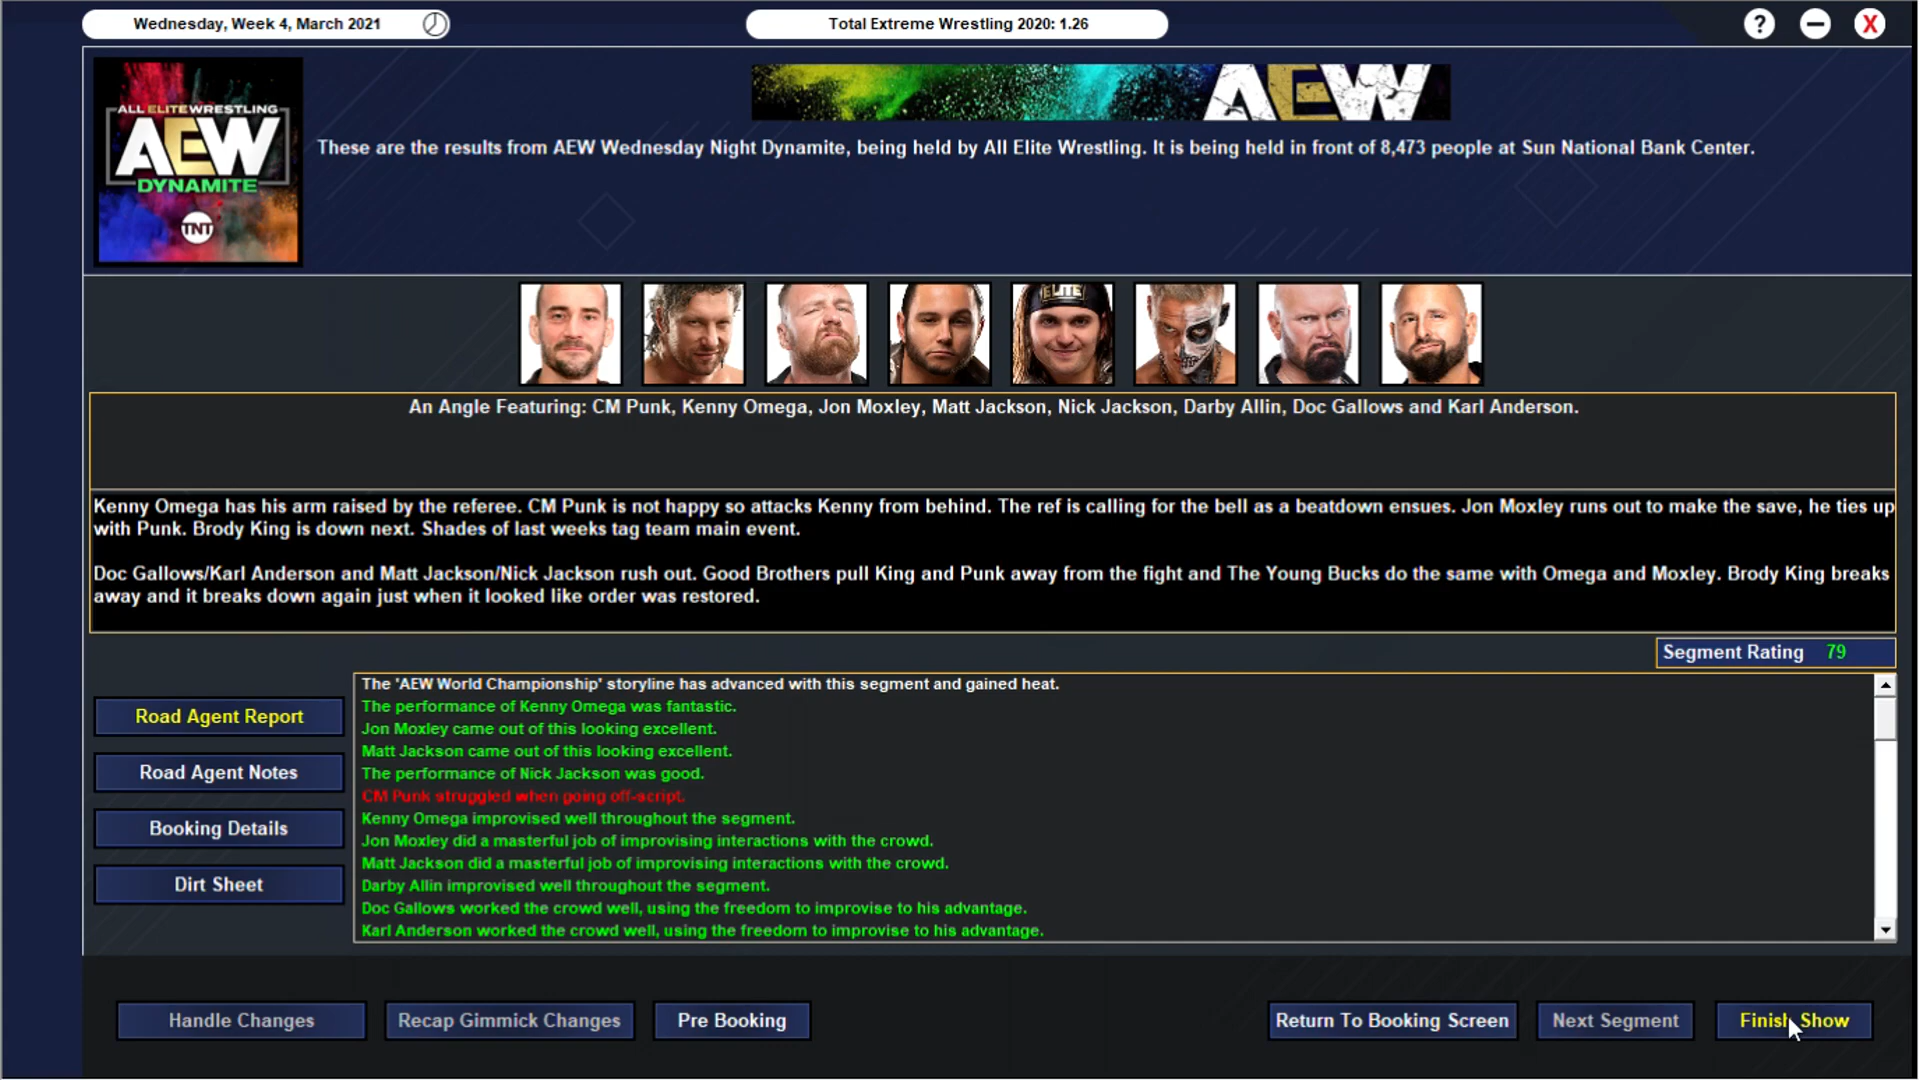 Wednesday, Week 4, March 2021
Total Extreme Wrestling 2020: 1.26
?
X
ALL ELITE WRESTLING
AEW
DYNAMITE
TNT
AEW
These are the results from AEW Wednesday Night Dynamite, being held by All Elite Wrestling. It is being held in front of 8,473 people at Sun National Bank Center.
ELITE
An Angle Featuring: CM Punk, Kenny Omega, Jon Moxley, Matt Jackson, Nick Jackson, Darby Allin, Doc Gallows and Karl Anderson.
Kenny Omega has his arm raised by the referee. CM Punk is not happy so attacks Kenny from behind. The ref is calling for the bell as a beatdown ensues. Jon Moxley runs out to make the save, he ties up
with Punk. Brody King is down next. Shades of last weeks tag team main event.
Doc Gallows/Karl Anderson and Matt Jackson/Nick Jackson rush out. Good Brothers pull King and Punk away from the fight and The Young Bucks do the same with Omega and Moxley. Brody King breaks
away and it breaks down again just when it looked like order was restored.
Segment Rating 79
Road Agent Report
Road Agent Notes
Booking Details
Dirt Sheet
The 'AEW World Championship' storyline has advanced with this segment and gained heat.
The performance of Kenny Omega was fantastic.
Jon Moxley came out of this looking excellent.
Matt Jackson came out of this looking excellent.
The performance of Nick Jackson was good.
CM Punk struggled when going off-script.
Kenny Omega improvised well throughout the segment.
Jon Moxley did a masterful job of improvising interactions with the crowd.
Matt Jackson did a masterful job of improvising interactions with the crowd.
Darby Allin improvised well throughout the segment.
Doc Gallows worked the crowd well, using the freedom to improvise to his advantage.
Karl Anderson worked the crowd well, using the freedom to improvise to his advantage.
Handle Changes
Recap Gimmick Changes
Pre Booking
Return To Booking Screen
Next Segment
Finish Show